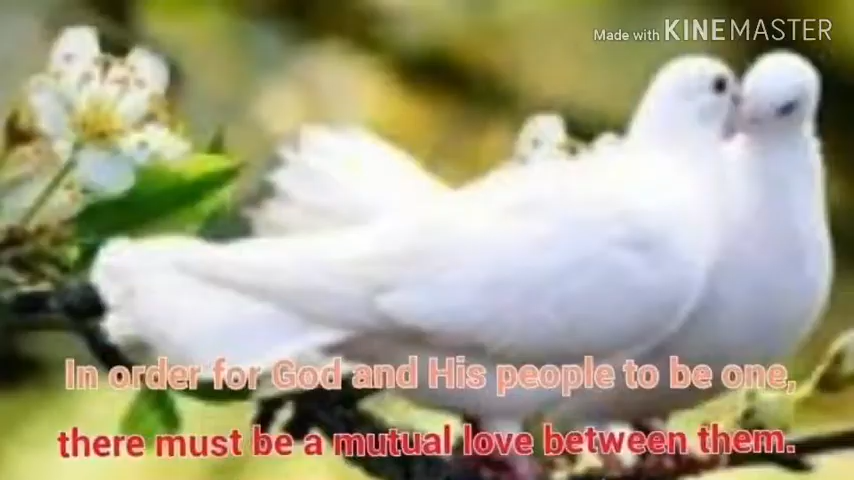 Made with KINEMASTER
In order for God and His people to be one,
there must be a mutual love between them.